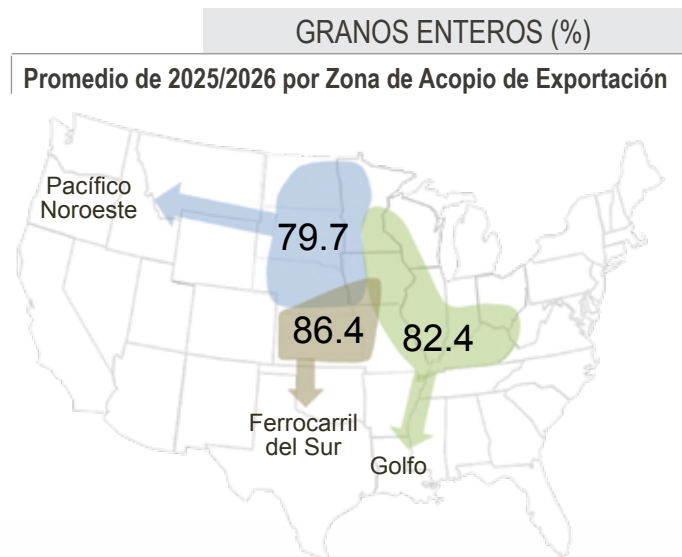 GRANOS ENTEROS (%)
Promedio de 2025/2026 por Zona de Acopio de Exportación
Pacífico
Noroeste
79.7
86.4
82.4
Ferrocarril
del Sur
Golfo